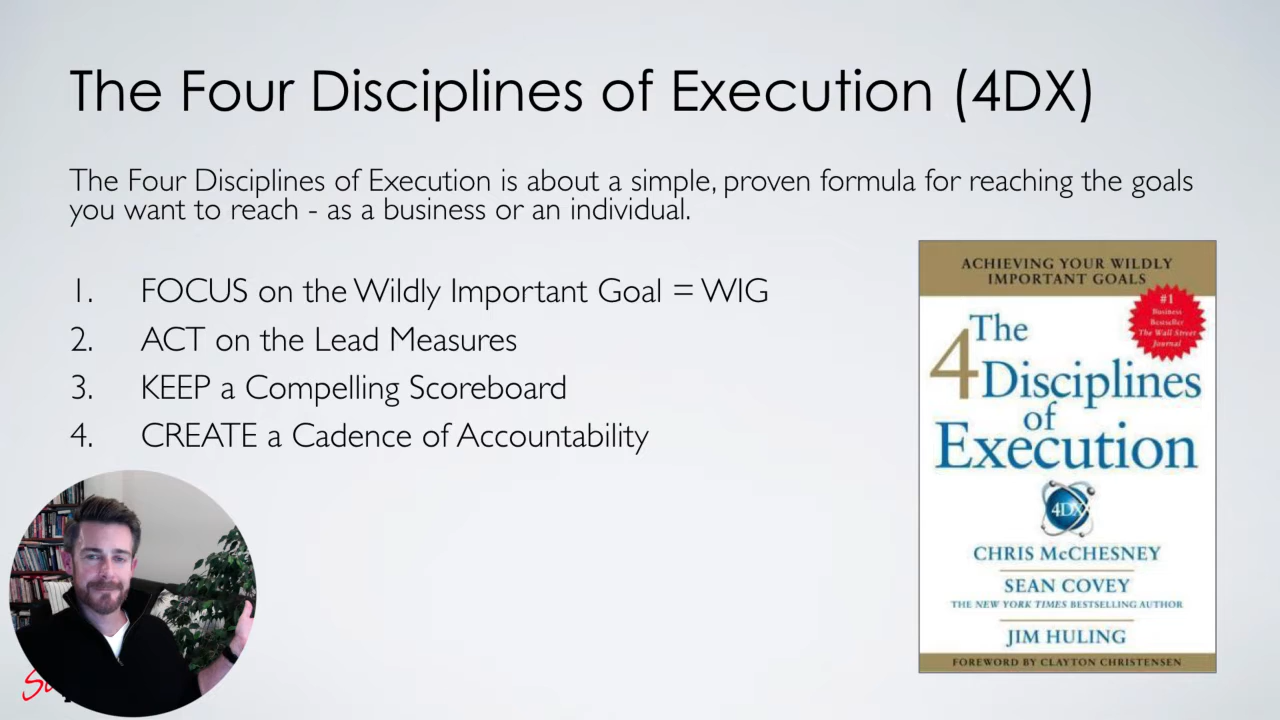 The Four Disciplines of Execution (4DX)
The Four Disciplines of Execution is about a simple, proven formula for reaching the goals
you want to reach - as a business or an individual.
1. FOCUS on the Wildly Important Goal = WIG
2. ACT on the Lead Measures
3. KEEP a Compelling Scoreboard
4. CREATE a Cadence of Accountability
ACHIEVING YOUR WILDLY
IMPORTANT GOALS
#1
Business
Bestseller
The Wall Street
Journal
The
4 Disciplines
of
Execution
4DX
CHRIS McCHESNEY
SEAN COVEY
THE NEW YORK TIMES BESTSELLING AUTHOR
JIM HULING
FOREWORD BY CLAYTON CHRISTENSEN